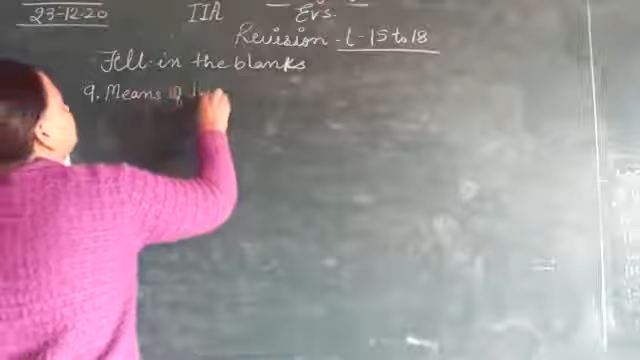 23-12-20 IIA Evs.
Revision - L-15 to 18
Fill in the blanks
9. Means of